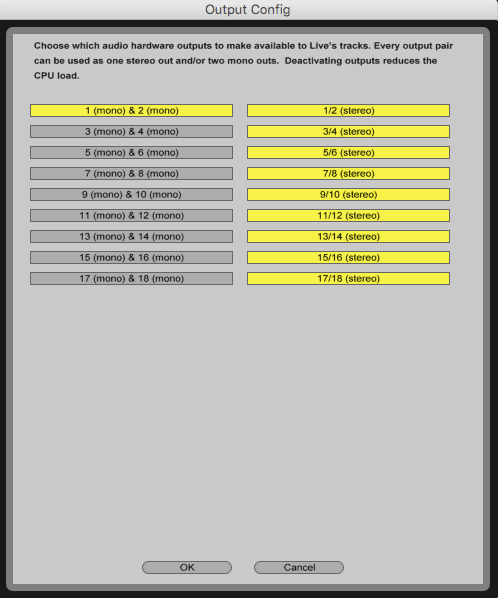 Output Config
Choose which audio hardware outputs to make available to Live's tracks. Every output pair
can be used as one stereo out and/or two mono outs.  Deactivating outputs reduces the
CPU load.
1 (mono) & 2 (mono)
1/2 (stereo)
3 (mono) & 4 (mono)
3/4 (stereo)
5 (mono) & 6 (mono)
5/6 (stereo)
7 (mono) & 8 (mono)
7/8 (stereo)
9 (mono) & 10 (mono)
9/10 (stereo)
11 (mono) & 12 (mono)
11/12 (stereo)
13 (mono) & 14 (mono)
13/14 (stereo)
15 (mono) & 16 (mono)
15/16 (stereo)
17 (mono) & 18 (mono)
17/18 (stereo)
OK
Cancel